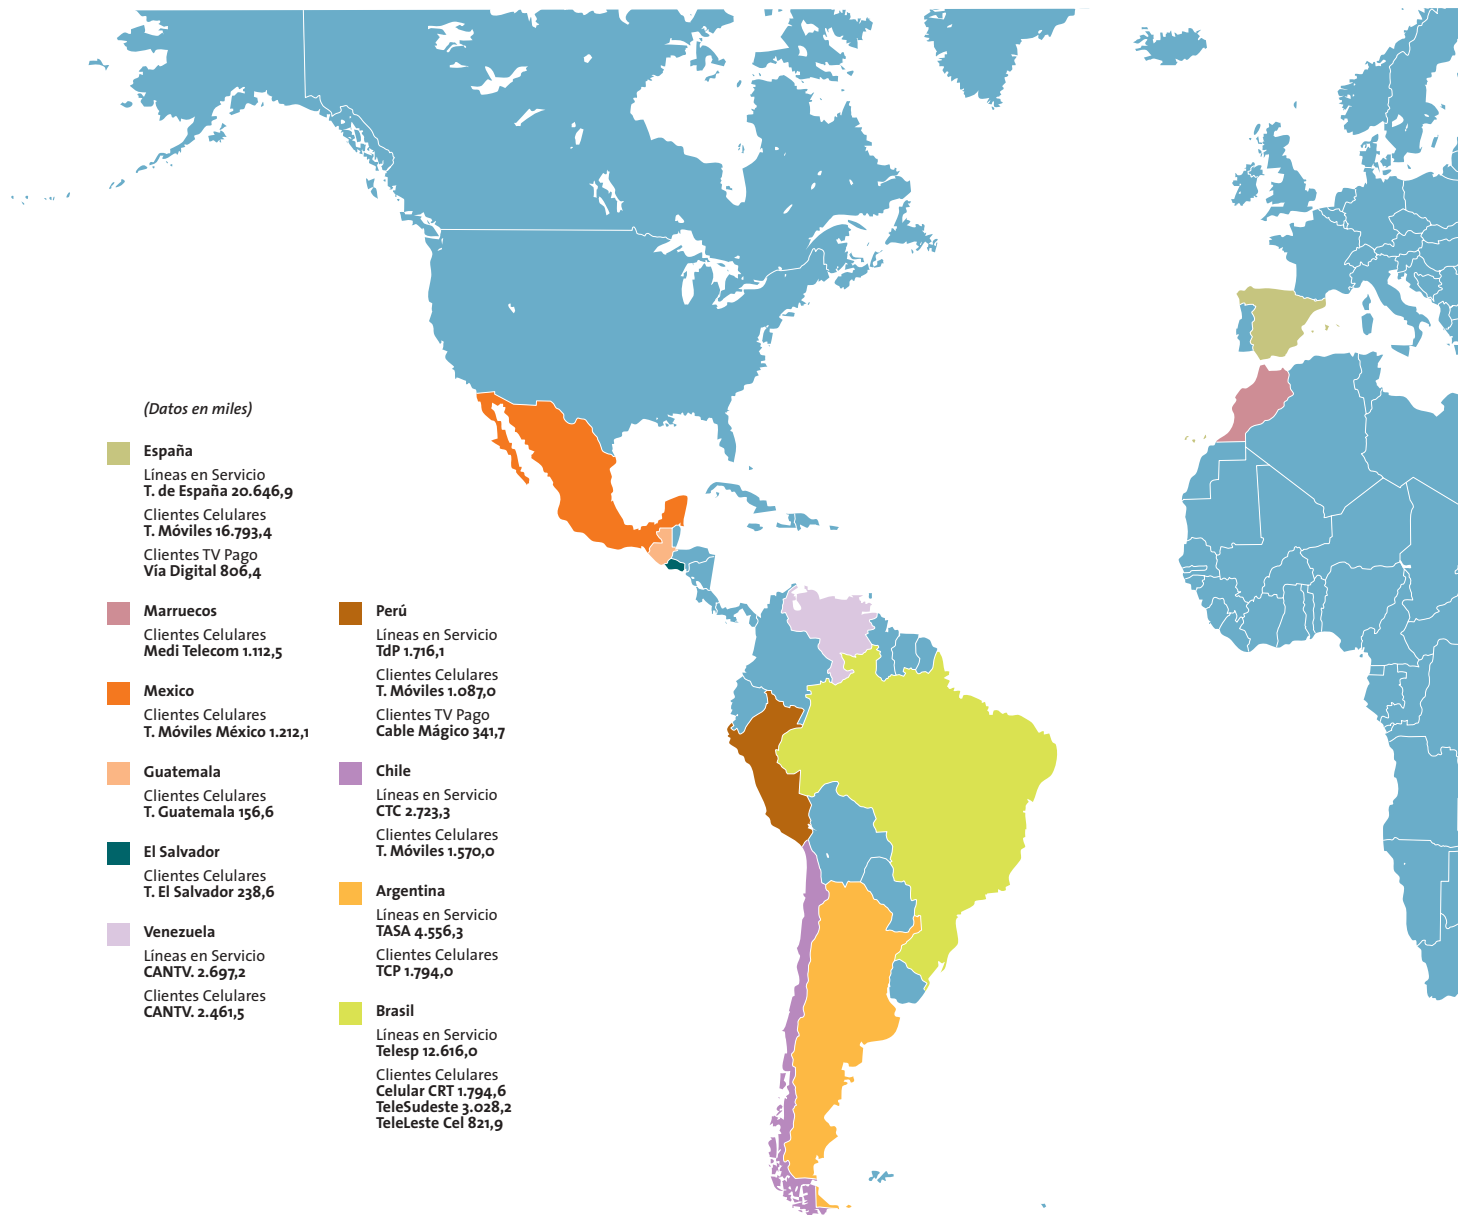 (Datos en miles)
España
Líneas en Servicio
T. de España 20.646,9
Clientes Celulares
T. Móviles 16.793,4
Clientes TV Pago
Vía Digital 806,4
Marruecos
Clientes Celulares
Medi Telecom 1.112,5
Mexico
Clientes Celulares
T. Móviles México 1.212,1
Guatemala
Clientes Celulares
T. Guatemala 156,6
El Salvador
Clientes Celulares
T. El Salvador 238,6
Venezuela
Líneas en Servicio
CANTV. 2.697,2
Clientes Celulares
CANTV. 2.461,5
Perú
Líneas en Servicio
TdP 1.716,1
Clientes Celulares
T. Móviles 1.087,0
Clientes TV Pago
Cable Mágico 341,7
Chile
Líneas en Servicio
CTC 2.723,3
Clientes Celulares
T. Móviles 1.570,0
Argentina
Líneas en Servicio
TASA 4.556,3
Clientes Celulares
TCP 1.794,0
Brasil
Líneas en Servicio
Telesp 12.616,0
Clientes Celulares
Celular CRT 1.794,6
TeleSudeste 3.028,2
TeleLeste Cel 821,9